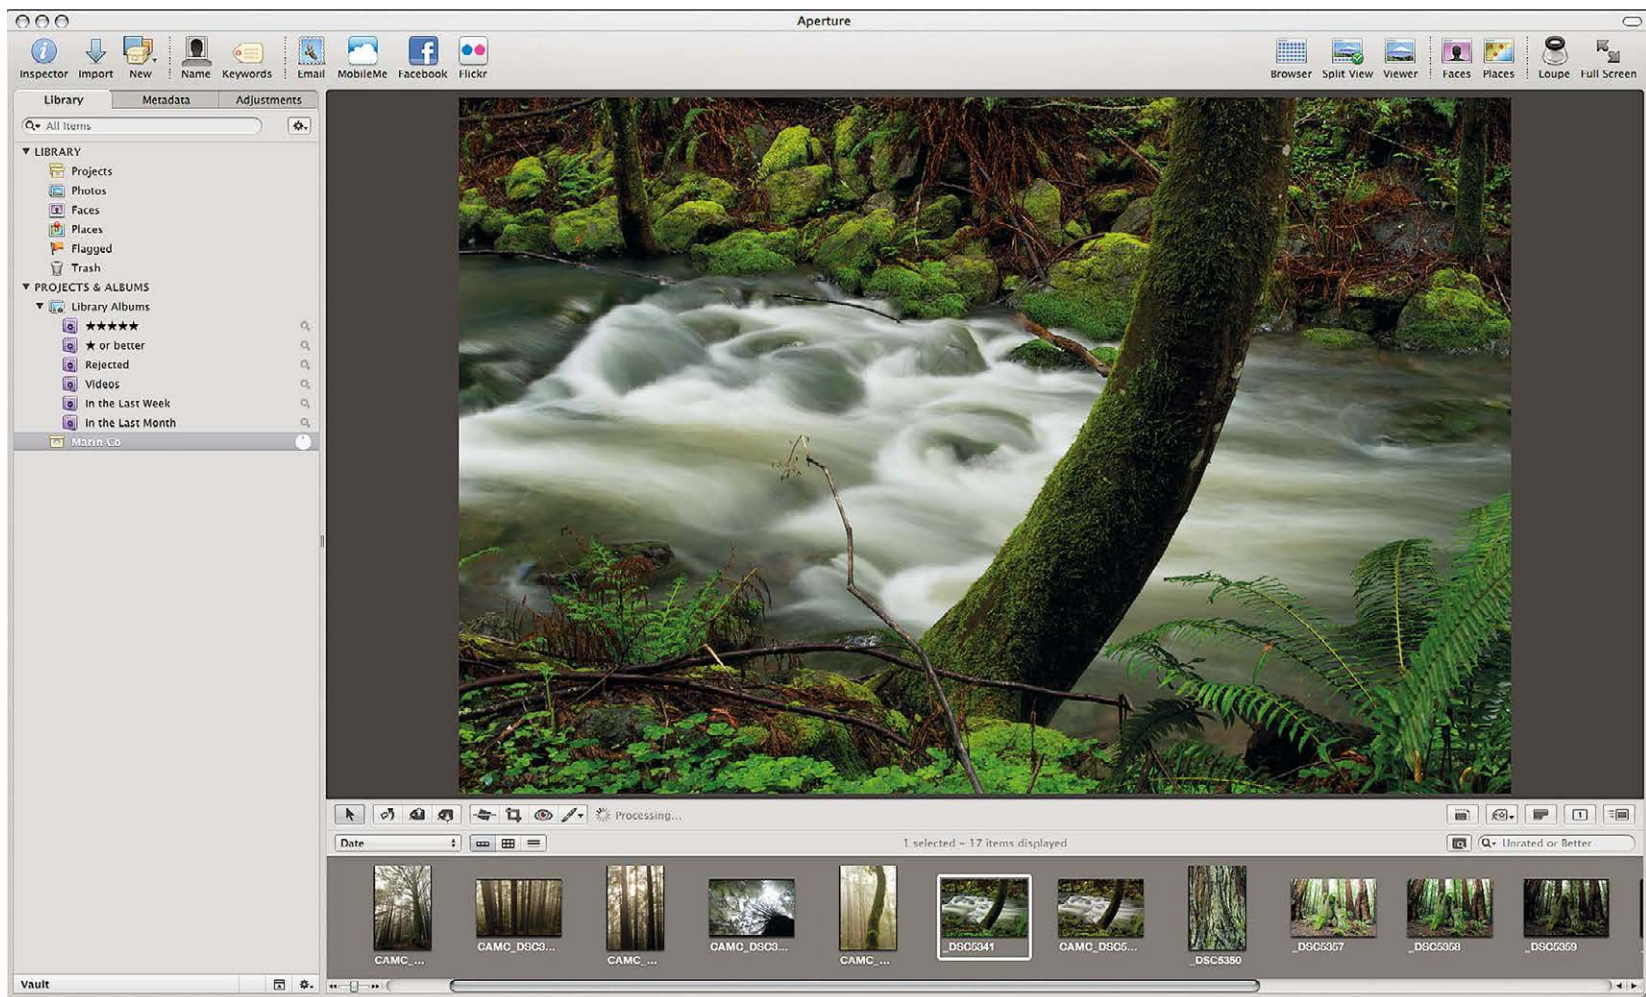 Aperture
Inspector Import New Name Keywords Email MobileMe Facebook Flickr Browser Split View Viewer Faces Places Loupe Full Screen
Library Metadata Adjustments
All Items
LIBRARY
Projects
Photos
Faces
Places
Flagged
Trash
PROJECTS & ALBUMS
Library Albums
★★★★★
★ or better
Rejected
Videos
In the Last Week
In the Last Month
Marin Co
Processing...
1
Date
1 selected – 17 items displayed
Unrated or Better
CAMC_DSC3... CAMC_DSC3... _DSC5341 CAMC_DSC5... _DSC5357 _DSC5358 _DSC5359
CAMC_... CAMC_... CAMC_... _DSC5350
Vault